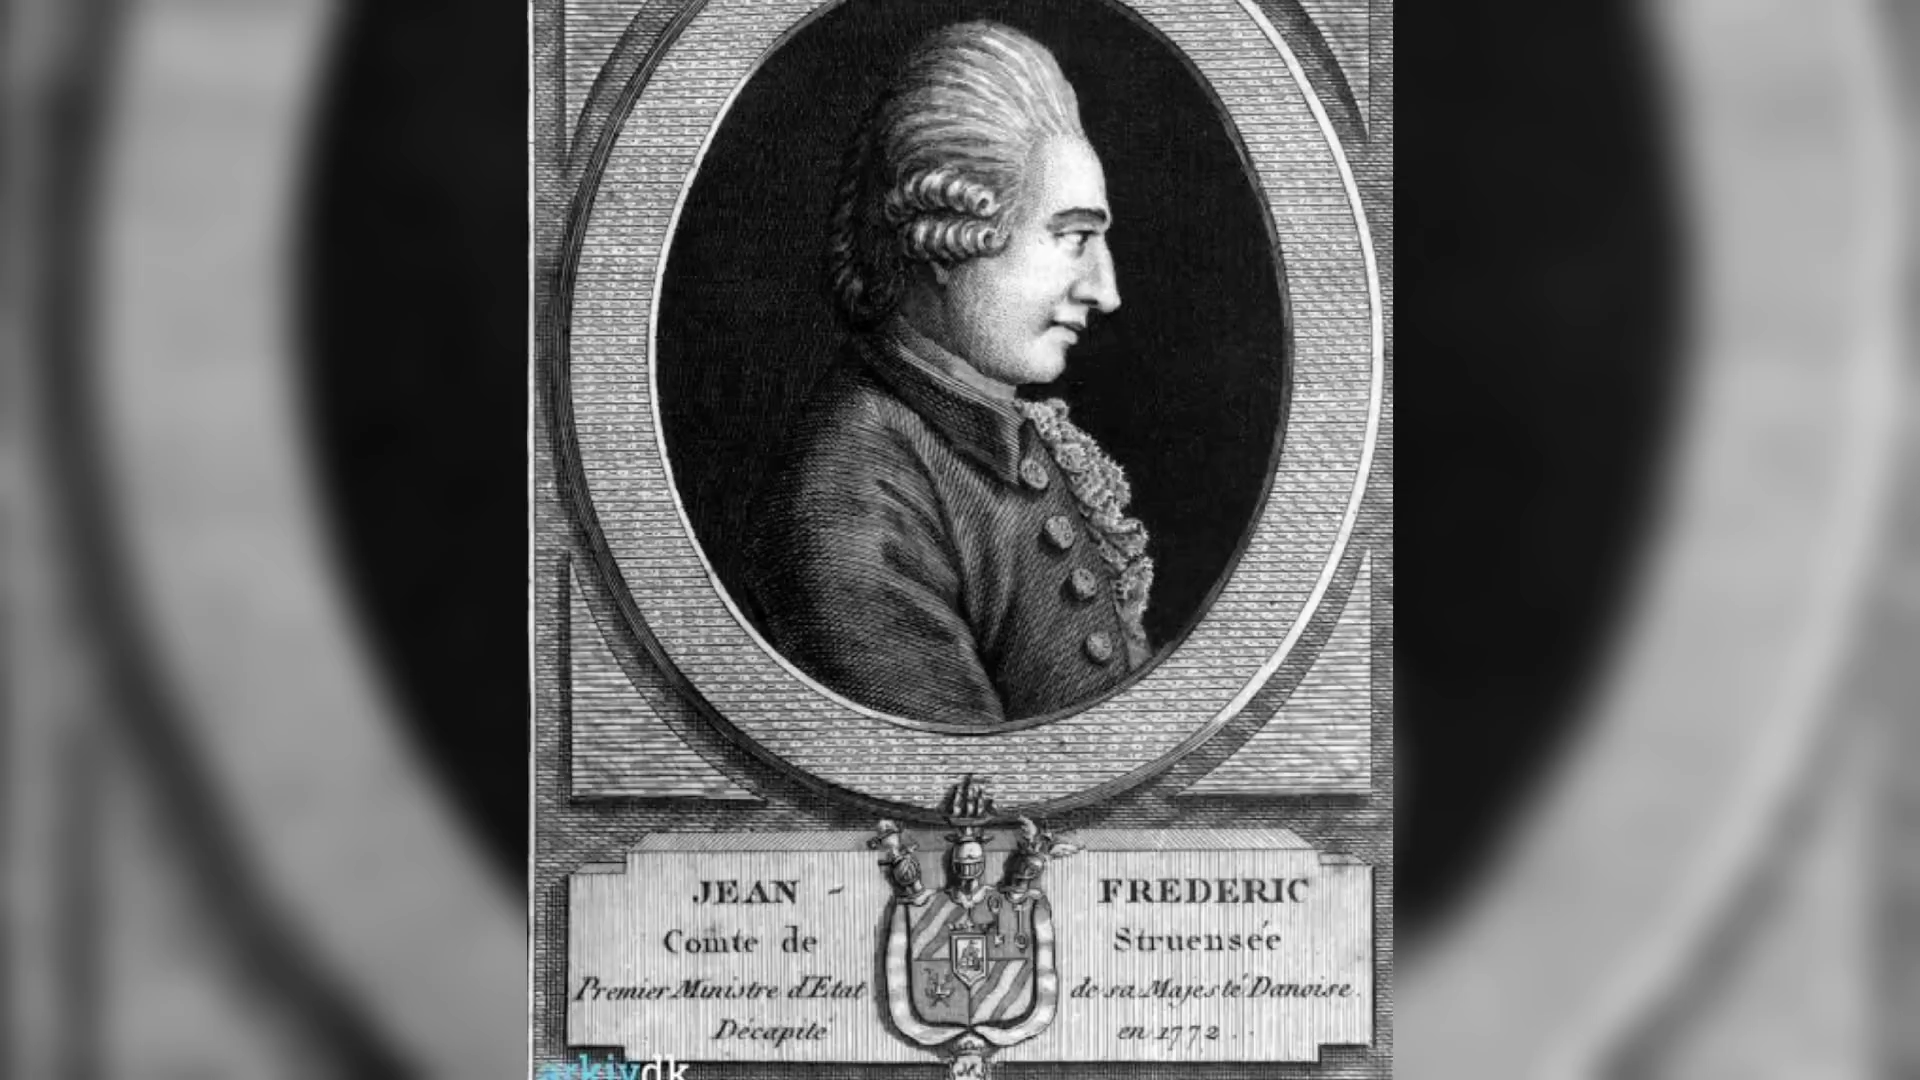 JEAN - FREDERIC
Comte de Struensée
Premier Ministre d'Etat de sa Majesté Danoise.
Décapité en 1772..
arkivdk